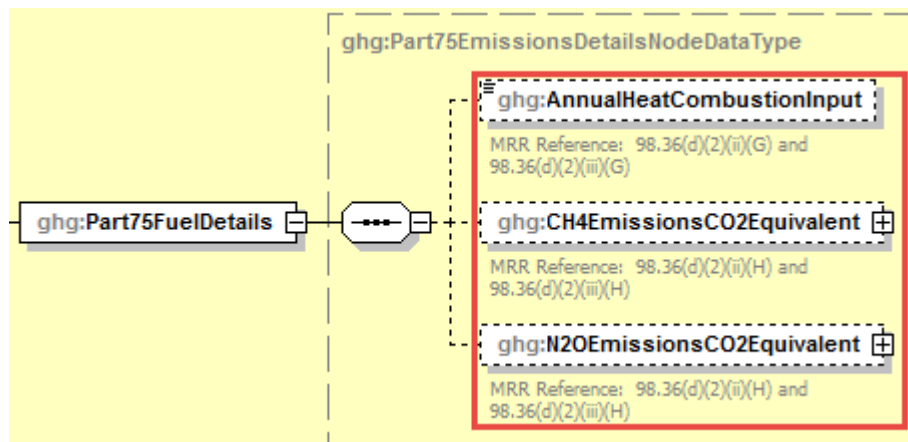 ghg:Part75EmissionsDetailsNodeDataType
ghg:AnnualHeatCombustionInput
MRR Reference: 98.36(d)(2)(ii)(G) and
98.36(d)(2)(iii)(G)
ghg:Part75FuelDetails
ghg:CH4EmissionsCO2Equivalent
MRR Reference: 98.36(d)(2)(ii)(H) and
98.36(d)(2)(iii)(H)
ghg:N2OEmissionsCO2Equivalent
MRR Reference: 98.36(d)(2)(ii)(H) and
98.36(d)(2)(iii)(H)